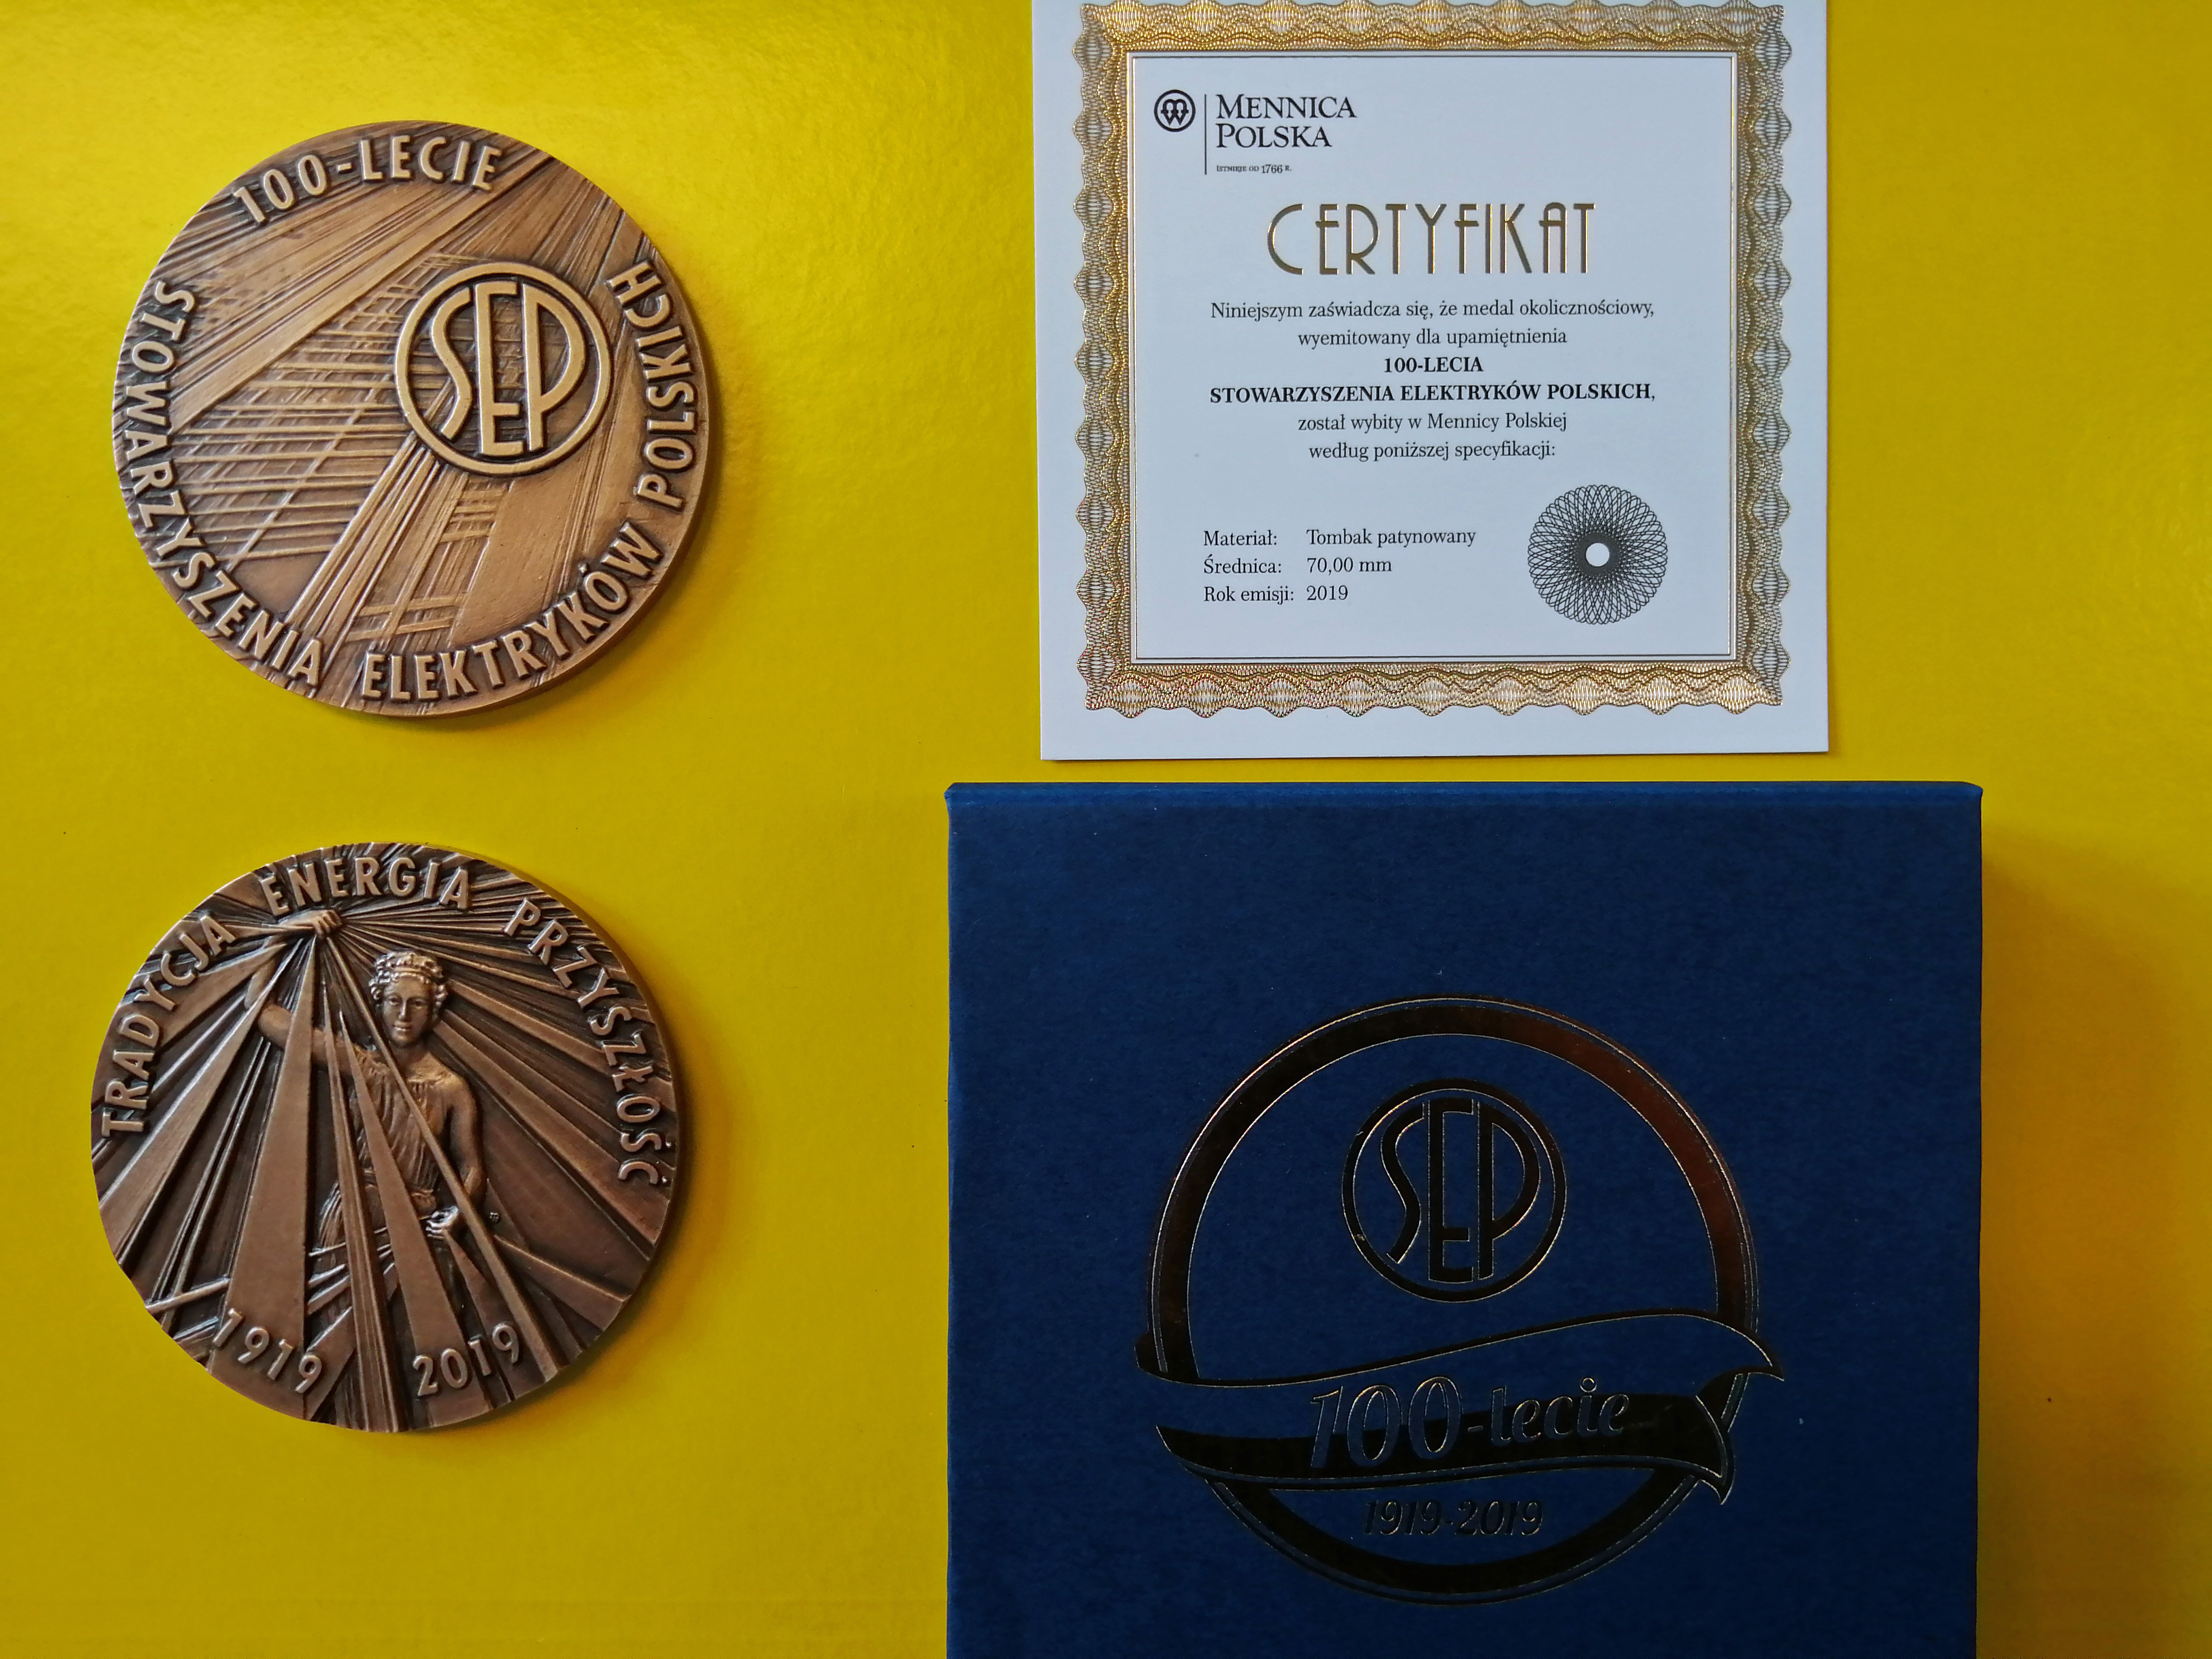 100-LECIE
STOWARZYSZENIA ELEKTRYKÓW POLSKICH
SEP
TRADYCJA ENERGIA PRZYSZŁOŚĆ
1919 2019
MENNICA
POLSKA
ISTNIEJE OD 1766 R.
CERTYFIKAT
Niniejszym zaświadcza się, że medal okolicznościowy,
wyemitowany dla upamiętnienia
100-LECIA
STOWARZYSZENIA ELEKTRYKÓW POLSKICH,
został wybity w Mennicy Polskiej
według poniższej specyfikacji:
Materiał: Tombak patynowany
Średnica: 70,00 mm
Rok emisji: 2019
SEP
100-lecie
1919-2019